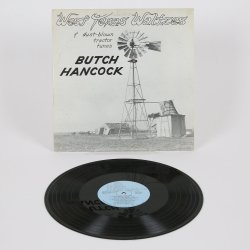 West Texas Waltzes
& dust-blown
tractor
tunes
BUTCH
HANCOCK